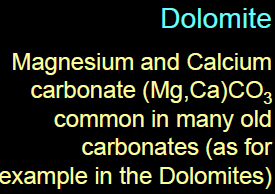 Dolomite
Magnesium and Calcium
carbonate (Mg,Ca)CO₃
common in many old
carbonates (as for
example in the Dolomites)